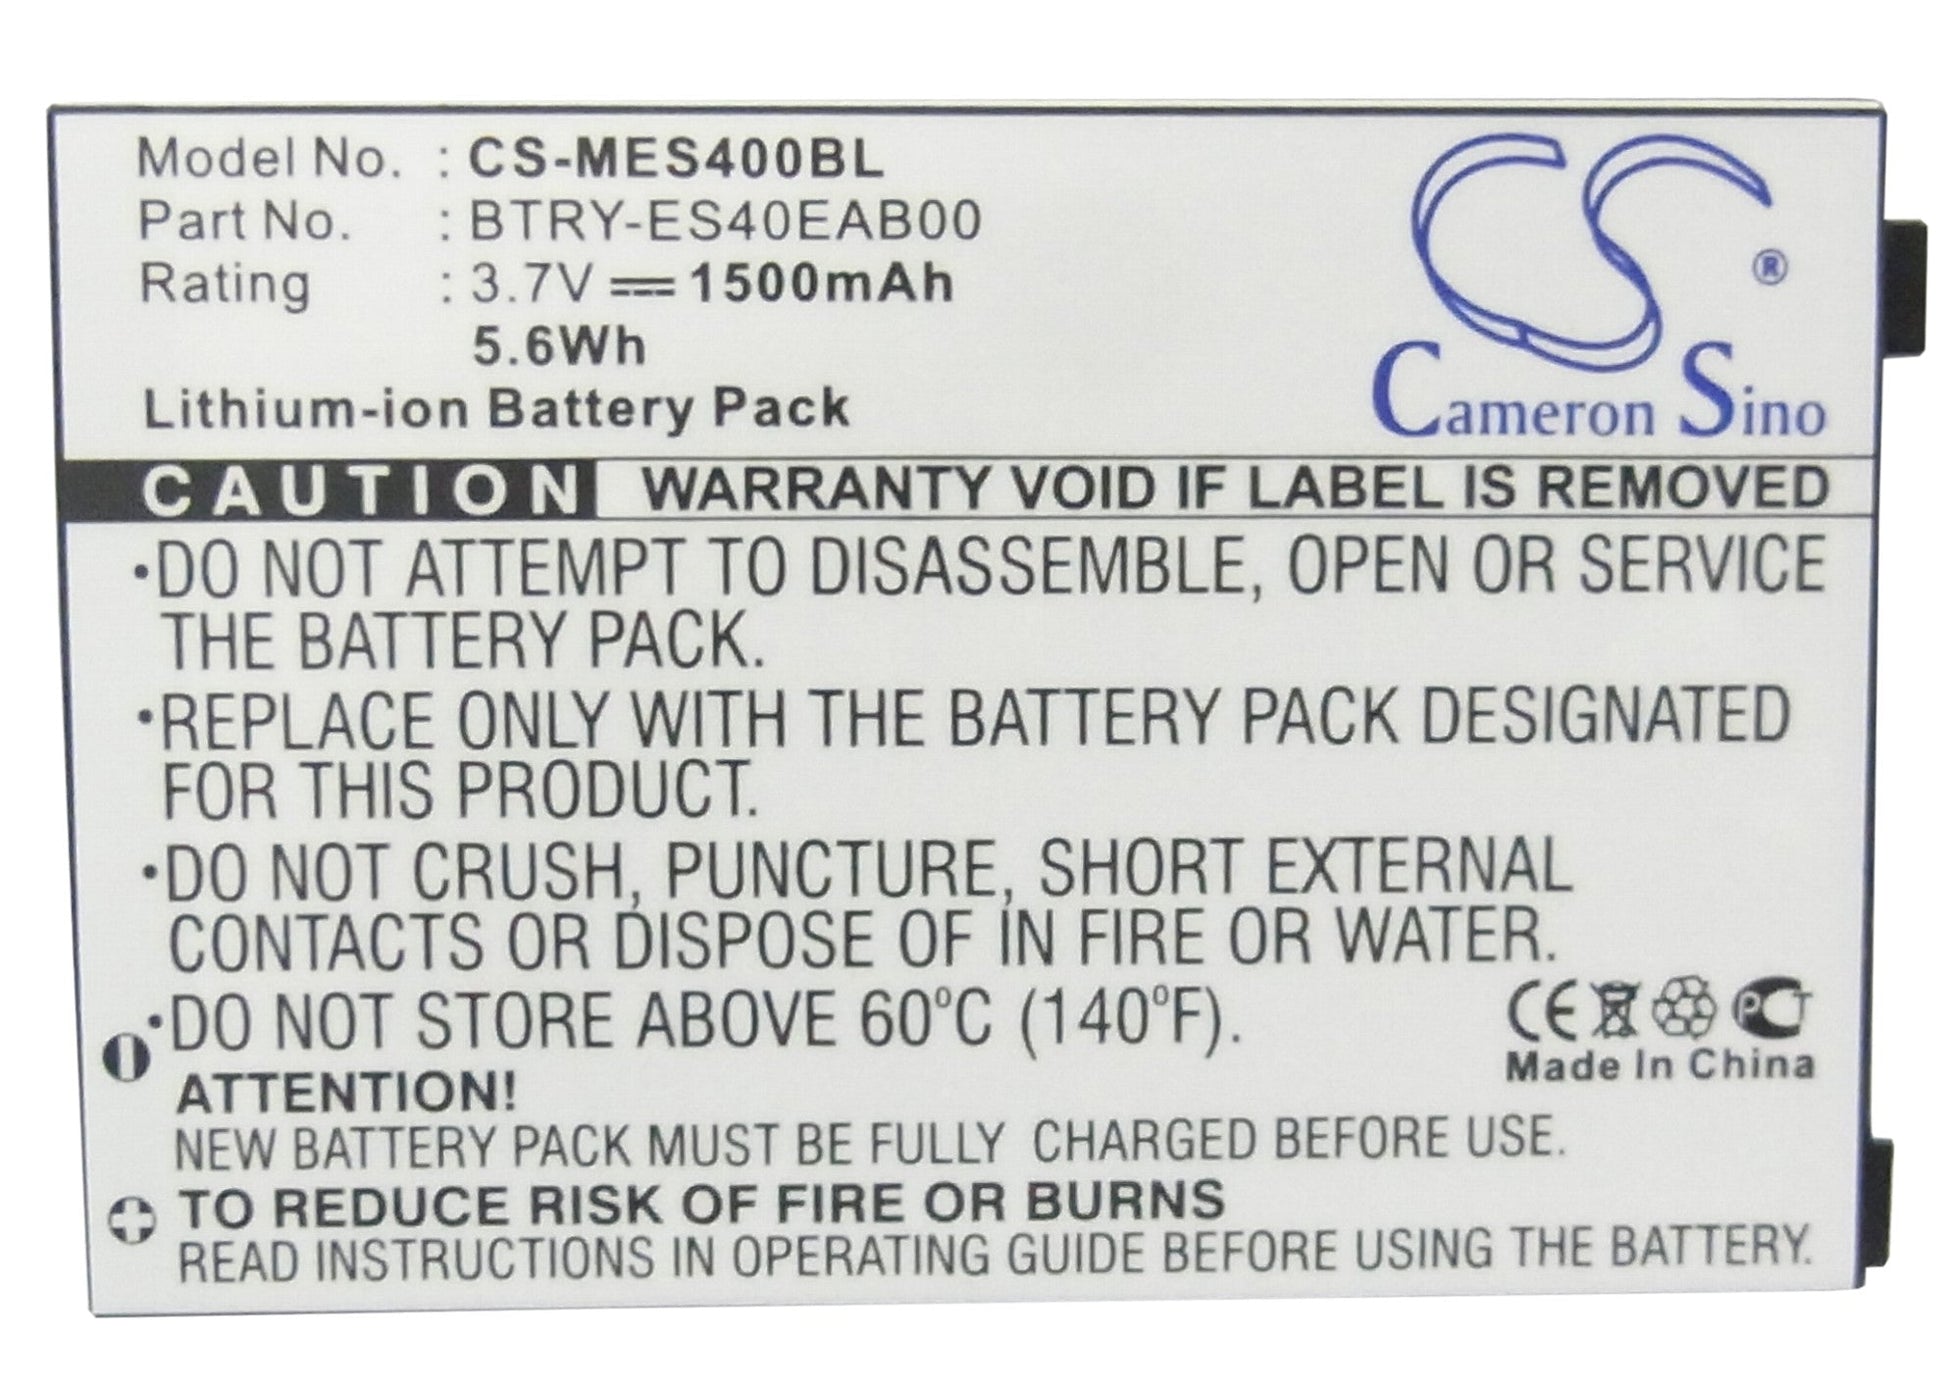 Model No. : CS-MES400BL
Part No. : BTRY-ES40EAB00
Rating : 3.7V 1500mAh
5.6Wh
Lithium-ion Battery Pack
CS ®
Cameron Sino
CAUTION WARRANTY VOID IF LABEL IS REMOVED
•DO NOT ATTEMPT TO DISASSEMBLE, OPEN OR SERVICE
THE BATTERY PACK.
•REPLACE ONLY WITH THE BATTERY PACK DESIGNATED
FOR THIS PRODUCT.
•DO NOT CRUSH, PUNCTURE, SHORT EXTERNAL
CONTACTS OR DISPOSE OF IN FIRE OR WATER.
•DO NOT STORE ABOVE 60°C (140°F).
CE PCT
Made In China
ATTENTION!
NEW BATTERY PACK MUST BE FULLY CHARGED BEFORE USE.
TO REDUCE RISK OF FIRE OR BURNS
READ INSTRUCTIONS IN OPERATING GUIDE BEFORE USING THE BATTERY.